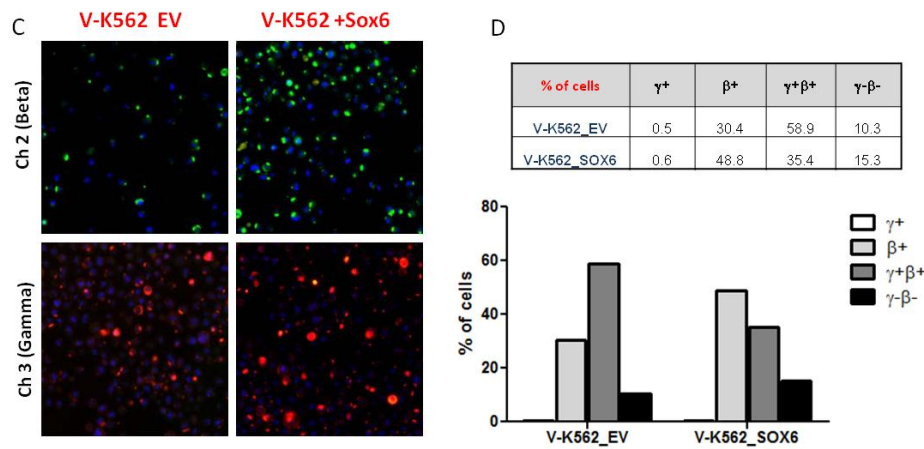 C
V-K562 EV
V-K562 +Sox6
Ch 2 (Beta)
Ch 3 (Gamma)
D
% of cells γ+ β+ γ+β+ γ-β-
V-K562_EV 0.5 30.4 58.9 10.3
V-K562_SOX6 0.6 48.8 35.4 15.3
% of cells
80
60
40
20
0
V-K562_EV
V-K562_SOX6
γ+
β+
γ+β+
γ-β-